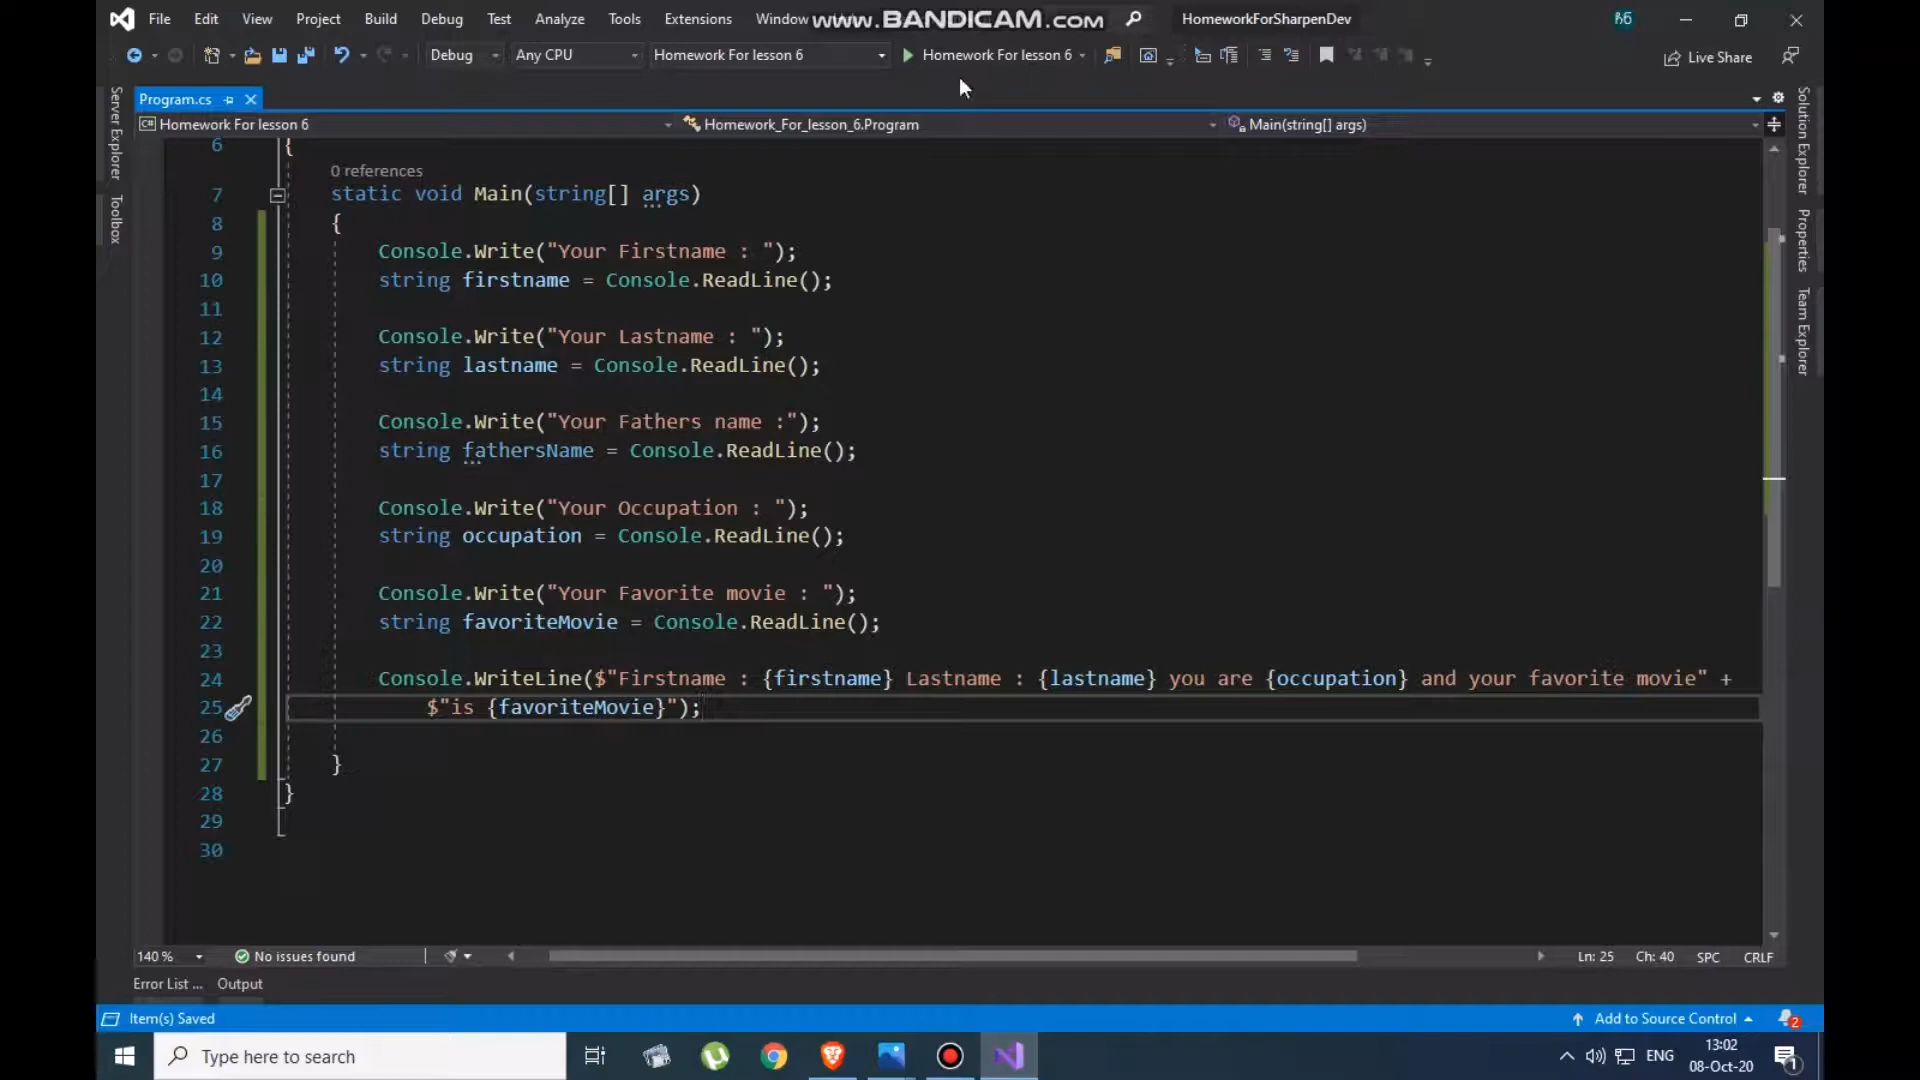 File Edit View Project Build Debug Test Analyze Tools Extensions Window www.BANDICAM.com HomeworkForSharpenDev
Debug Any CPU Homework For lesson 6 Homework For lesson 6 Live Share
Program.cs
C# Homework For lesson 6 Homework_For_lesson_6.Program Main(string[] args)
Server Explorer
Toolbox
Solution Explorer
Properties
Team Explorer
6 {
0 references
7 static void Main(string[] args)
8 {
9 Console.Write("Your Firstname : ");
10 string firstname = Console.ReadLine();
11
12 Console.Write("Your Lastname : ");
13 string lastname = Console.ReadLine();
14
15 Console.Write("Your Fathers name :");
16 string fathersName = Console.ReadLine();
17
18 Console.Write("Your Occupation : ");
19 string occupation = Console.ReadLine();
20
21 Console.Write("Your Favorite movie : ");
22 string favoriteMovie = Console.ReadLine();
23
24 Console.WriteLine($"Firstname : {firstname} Lastname : {lastname} you are {occupation} and your favorite movie" +
25 $"is {favoriteMovie}");
26
27 }
28 }
29
30
140 % No issues found Ln: 25 Ch: 40 SPC CRLF
Error List ... Output
Item(s) Saved Add to Source Control 2
Type here to search ENG 13:02
08-Oct-20 1